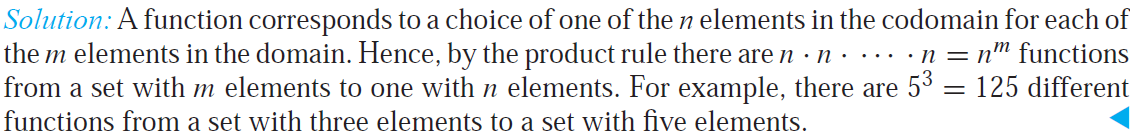 Solution: A function corresponds to a choice of one of the n elements in the codomain for each of
the m elements in the domain. Hence, by the product rule there are n · n · ⋯ · n = nᵐ functions
from a set with m elements to one with n elements. For example, there are 5³ = 125 different
functions from a set with three elements to a set with five elements.